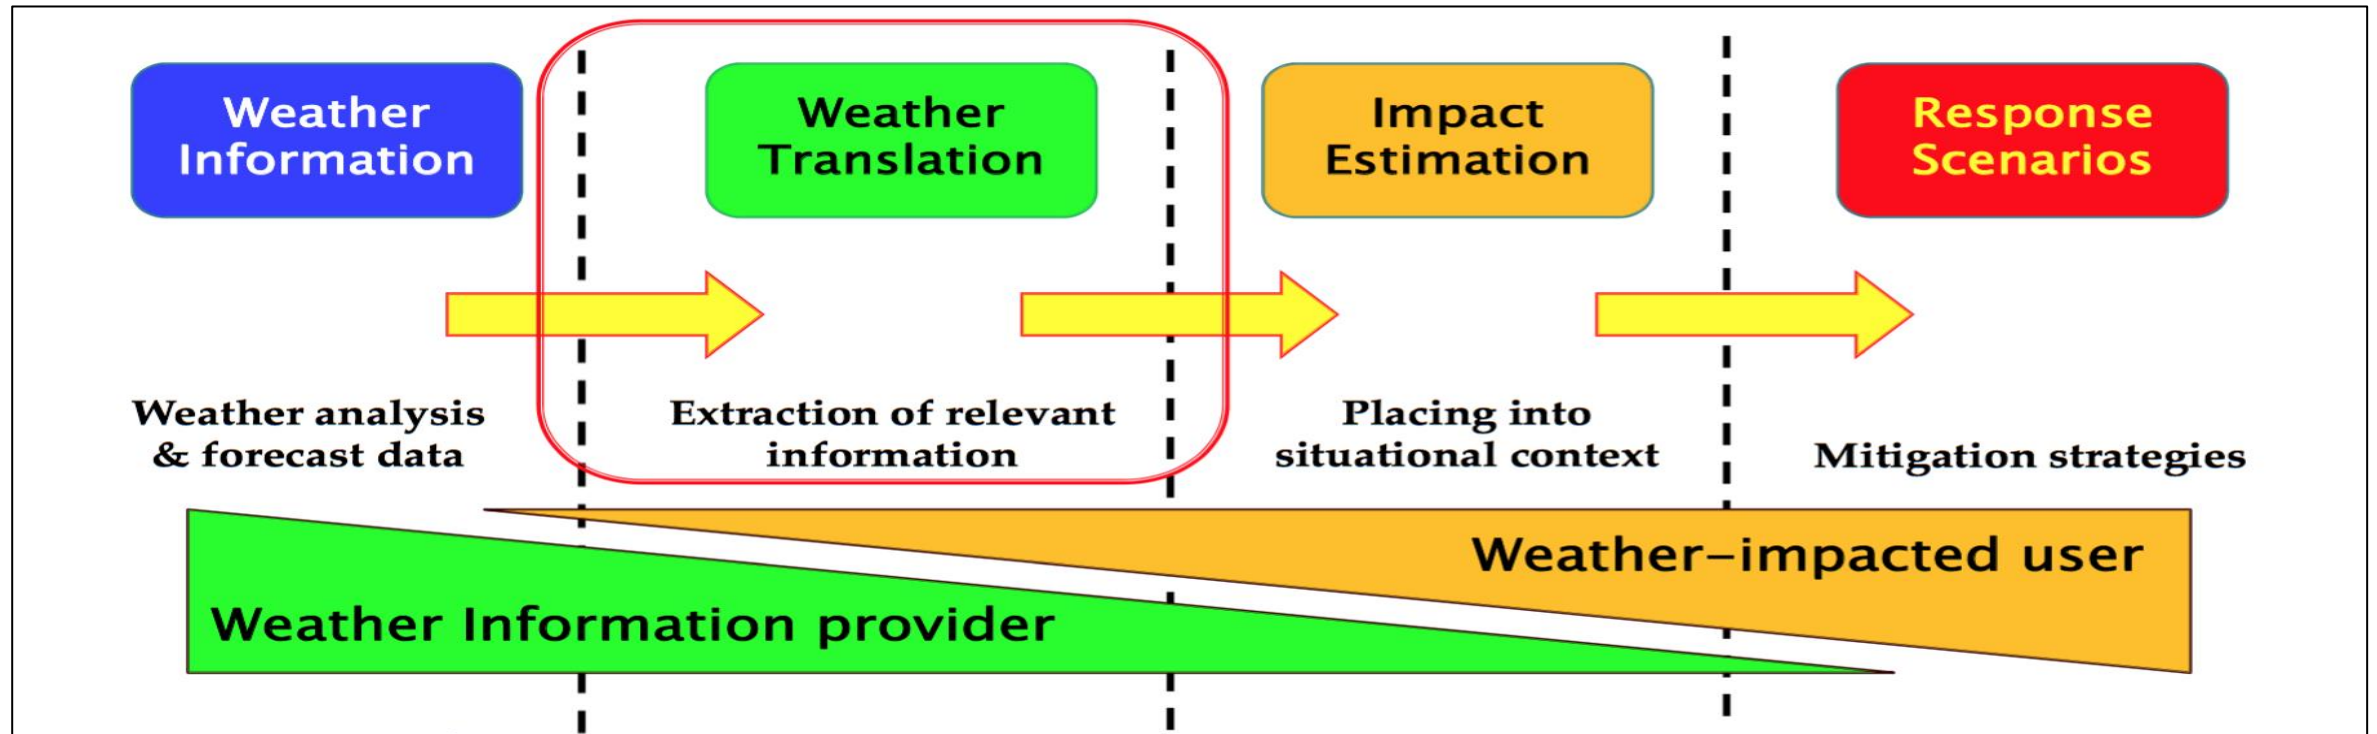 Weather
Information
Weather
Translation
Impact
Estimation
Response
Scenarios
Weather analysis
& forecast data
Extraction of relevant
information
Placing into
situational context
Mitigation strategies
Weather-impacted user
Weather Information provider